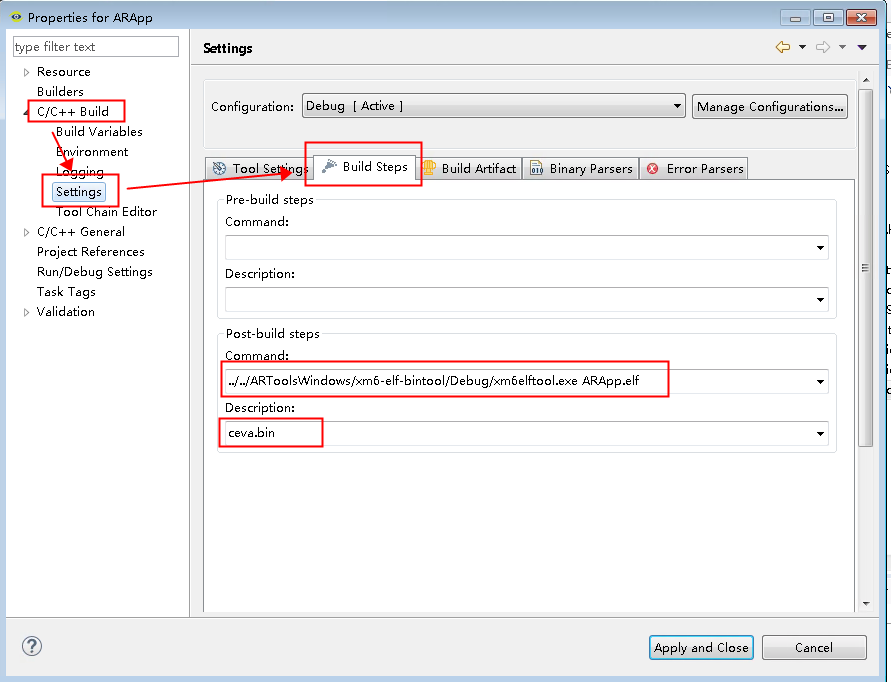 Properties for ARApp
type filter text
Resource
Builders
C/C++ Build
Build Variables
Environment
Logging
Settings
Tool Chain Editor
C/C++ General
Project References
Run/Debug Settings
Task Tags
Validation
Settings
Configuration: Debug [ Active ] Manage Configurations...
Tool Settings Build Steps Build Artifact Binary Parsers Error Parsers
Pre-build steps
Command:
Description:
Post-build steps
Command:
../../ARToolsWindows/xm6-elf-bintool/Debug/xm6elftool.exe ARApp.elf
Description:
ceva.bin
Apply and Close Cancel